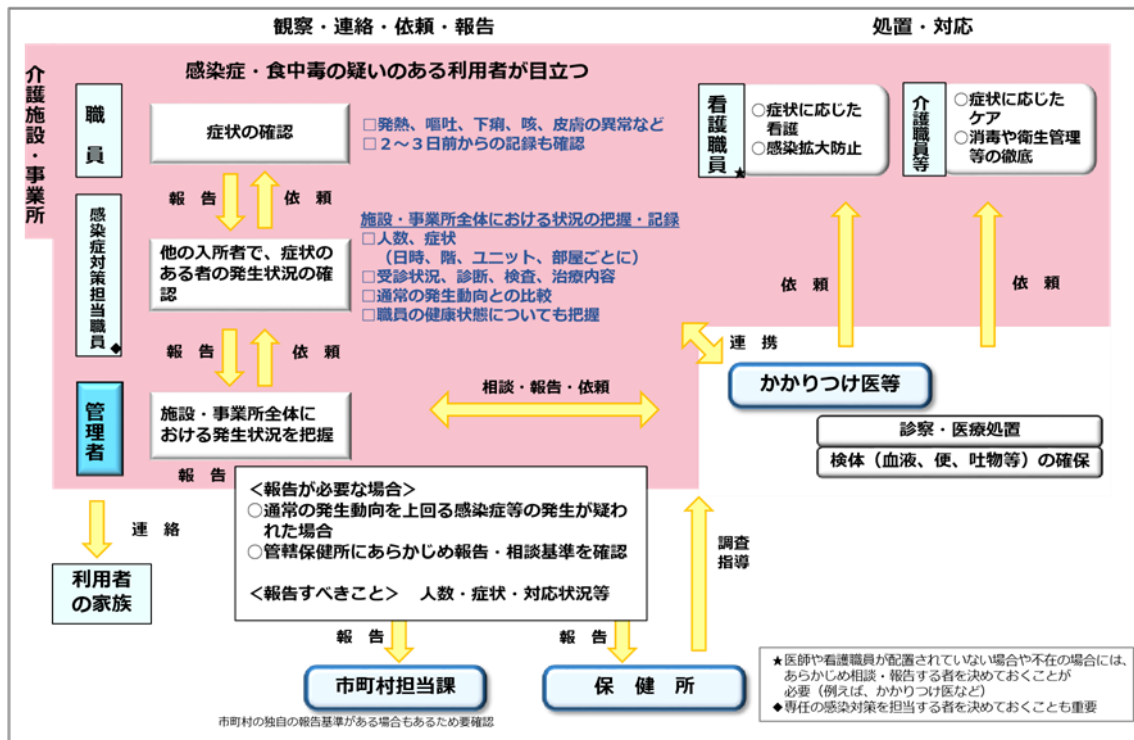 観察・連絡・依頼・報告
処置・対応
介護施設・事業所
感染症・食中毒の疑いのある利用者が目立つ
職員
症状の確認
□発熱、嘔吐、下痢、咳、皮膚の異常など
□２～３日前からの記録も確認
報 告
依 頼
感染症対策担当職員◆
他の入所者で、症状の
ある者の発生状況の確
認
施設・事業所全体における状況の把握・記録
□人数、症状
（日時、階、ユニット、部屋ごとに）
□受診状況、診断、検査、治療内容
□通常の発生動向との比較
□職員の健康状態についても把握
報 告
依 頼
管理者
施設・事業所全体に
おける発生状況を把握
報 告
相談・報告・依頼
看護職員★
○症状に応じた
看護
○感染拡大防止
介護職員等
○症状に応じた
ケア
○消毒や衛生管理
等の徹底
依 頼
依 頼
連 携
かかりつけ医等
診察・医療処置
検体（血液、便、吐物等）の確保
連 絡
利用者
の家族
＜報告が必要な場合＞
○通常の発生動向を上回る感染症等の発生が疑わ
れた場合
○管轄保健所にあらかじめ報告・相談基準を確認
＜報告すべきこと＞ 人数・症状・対応状況等
調査
指導
報 告
報 告
市町村担当課
保 健 所
市町村の独自の報告基準がある場合もあるため要確認
★医師や看護職員が配置されていない場合や不在の場合には、
あらかじめ相談・報告する者を決めておくことが
必要（例えば、かかりつけ医など）
◆専任の感染対策を担当する者を決めておくことも重要